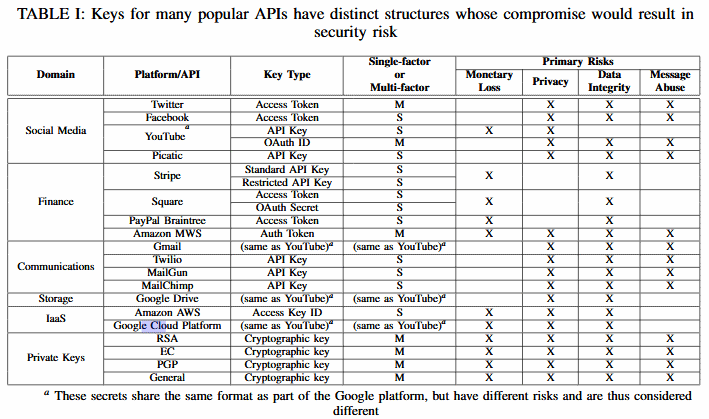 TABLE I: Keys for many popular APIs have distinct structures whose compromise would result in
security risk
Domain Platform/API Key Type Single-factor or Multi-factor Primary Risks
Monetary Loss Privacy Data Integrity Message Abuse
Social Media Twitter Access Token M X X X
Facebook Access Token S X X X
YouTube a API Key S X X
OAuth ID M X X X
Picatic API Key S X X X
Finance Stripe Standard API Key S X X
Restricted API Key S
Square Access Token S X X
OAuth Secret S
PayPal Braintree Access Token S X X
Amazon MWS Auth Token M X X X X
Communications Gmail (same as YouTube)a (same as YouTube)a X X X
Twilio API Key S X X X
MailGun API Key S X X X
MailChimp API Key S X X X
Storage Google Drive (same as YouTube)a (same as YouTube)a X X
IaaS Amazon AWS Access Key ID S X X X
Google Cloud Platform (same as YouTube)a (same as YouTube)a X X X
Private Keys RSA Cryptographic key M X X X X
EC Cryptographic key M X X X X
PGP Cryptographic key M X X X X
General Cryptographic key M X X X X
a These secrets share the same format as part of the Google platform, but have different risks and are thus considered
different